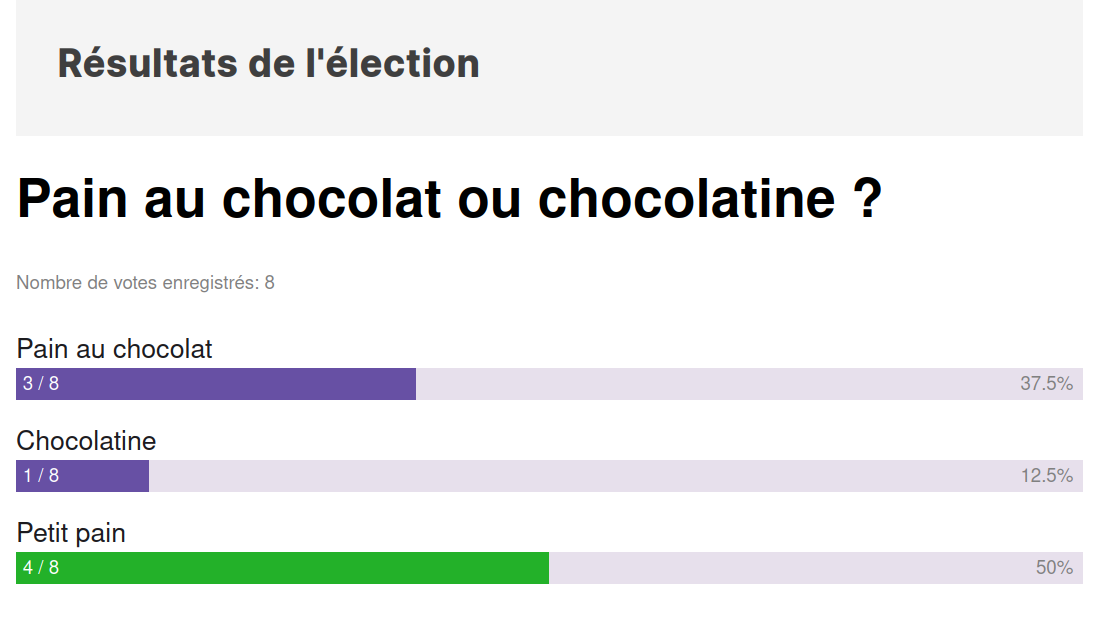 Résultats de l'élection
Pain au chocolat ou chocolatine ?
Nombre de votes enregistrés: 8
Pain au chocolat
3 / 8 37.5%
Chocolatine
1 / 8 12.5%
Petit pain
4 / 8 50%